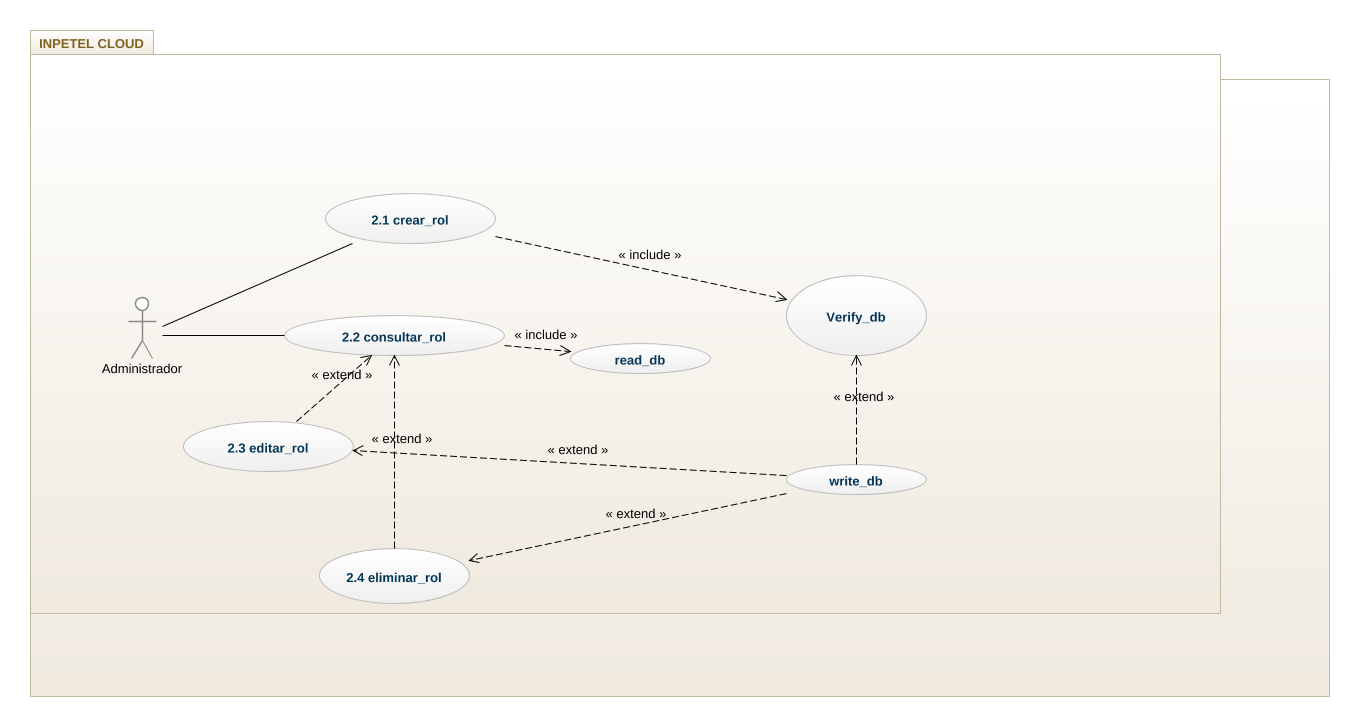 INPETEL CLOUD
2.1 crear_rol
« include »
Verify_db
2.2 consultar_rol
« include »
read_db
Administrador
« extend »
« extend »
2.3 editar_rol
« extend »
« extend »
write_db
« extend »
2.4 eliminar_rol